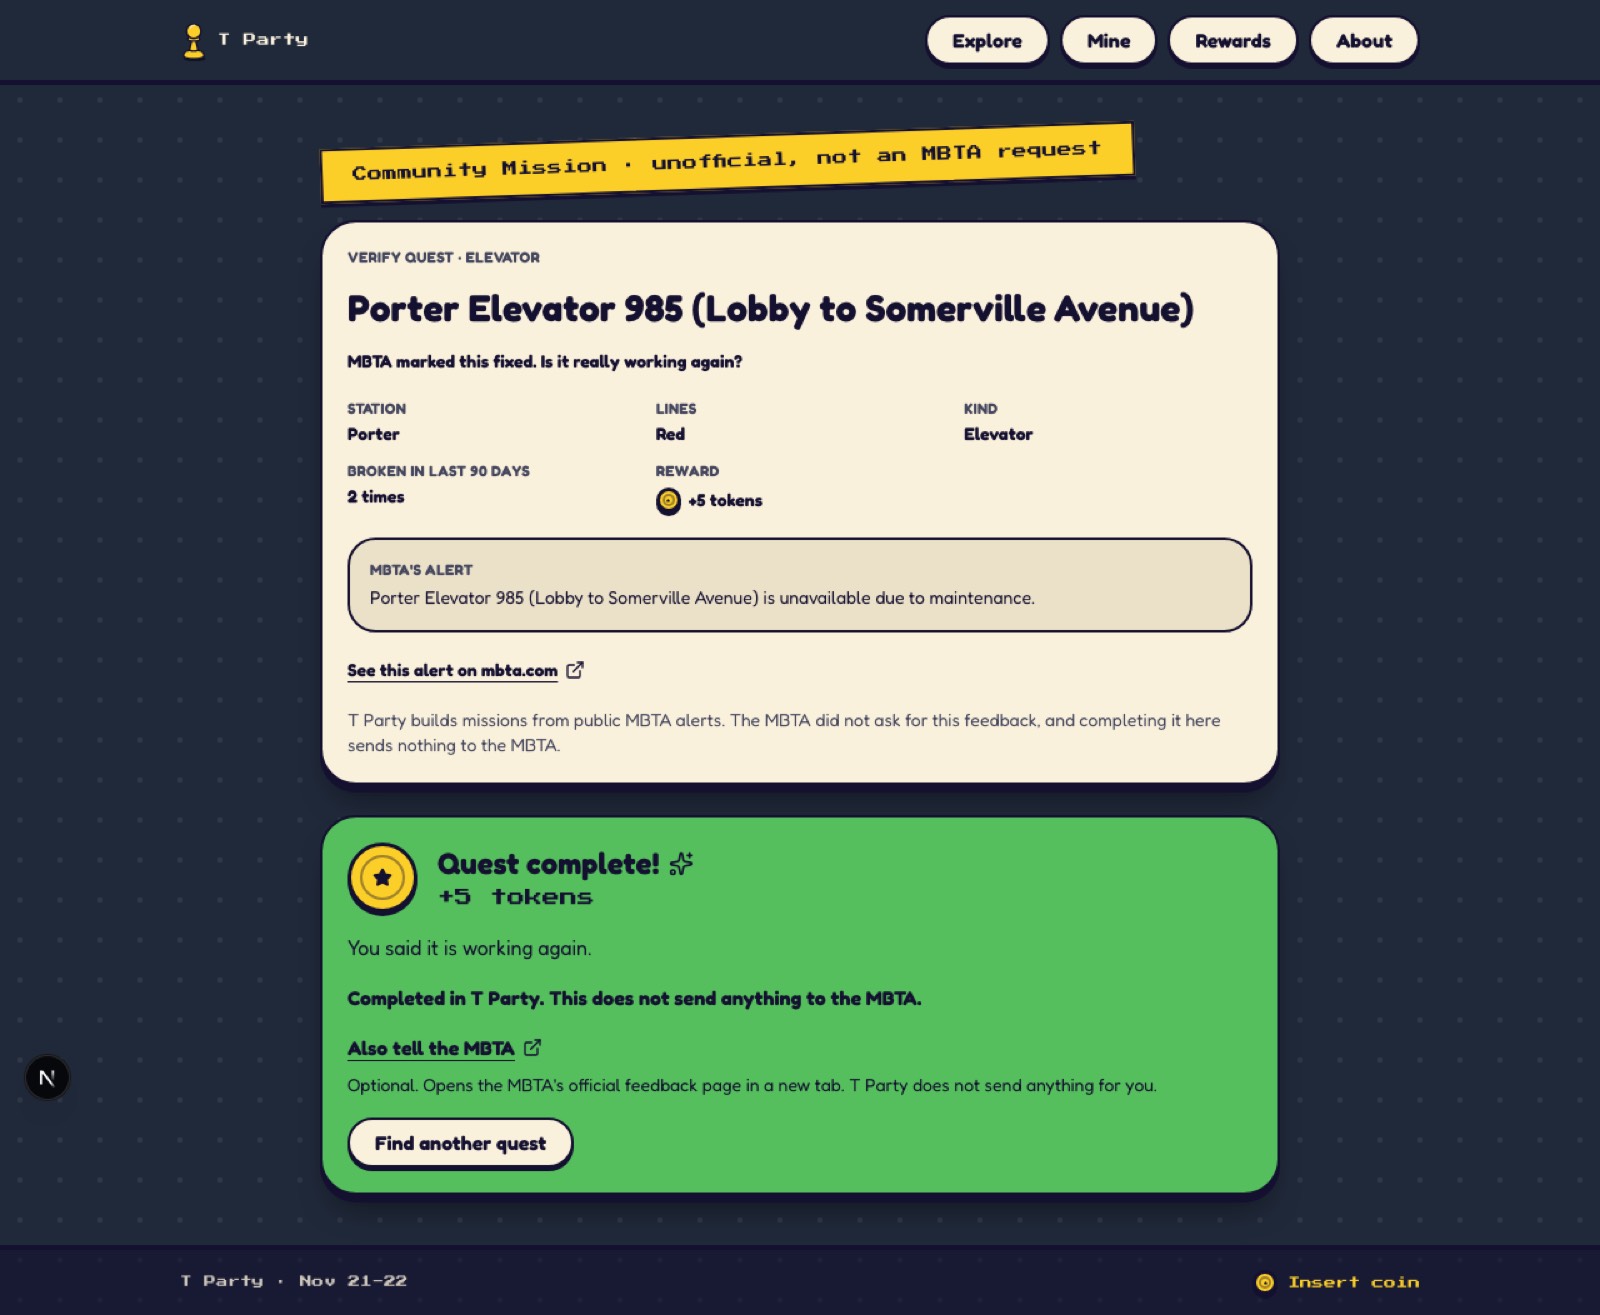 T Party
Explore
Mine
Rewards
About
Community Mission · unofficial, not an MBTA request
VERIFY QUEST · ELEVATOR
Porter Elevator 985 (Lobby to Somerville Avenue)
MBTA marked this fixed. Is it really working again?
STATION
Porter
LINES
Red
KIND
Elevator
BROKEN IN LAST 90 DAYS
2 times
REWARD
+5 tokens
MBTA'S ALERT
Porter Elevator 985 (Lobby to Somerville Avenue) is unavailable due to maintenance.
See this alert on mbta.com
T Party builds missions from public MBTA alerts. The MBTA did not ask for this feedback, and completing it here
sends nothing to the MBTA.
Quest complete!
+5 tokens
You said it is working again.
Completed in T Party. This does not send anything to the MBTA.
Also tell the MBTA
Optional. Opens the MBTA's official feedback page in a new tab. T Party does not send anything for you.
N
Find another quest
T Party · Nov 21-22
Insert coin